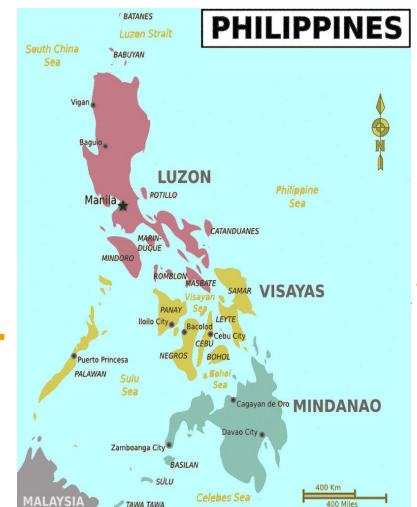 BATANES
PHILIPPINES
Luzon Strait
South China
Sea
BABUYAN
Vigan
Baguio
N
LUZON
Manila
POTILLO
Philippine
Sea
CATANDUANES
MARIN-
DUQUE
MINDORO
ROMBLON
MASBATE
SAMAR
VISAYAS
Visayan
Sea
PANAY
Iloilo City
Bacolod
LEYTE
Cebu City
CEBU
NEGROS
BOHOL
Puerto Princesa
PALAWAN
Sulu
Sea
Bohol
Sea
Cagayan de Oro
MINDANAO
Davao City
Zamboanga City
BASILAN
SULU
400 Km
400 Miles
Celebes Sea
MALAYSIA
TAWA TAWA